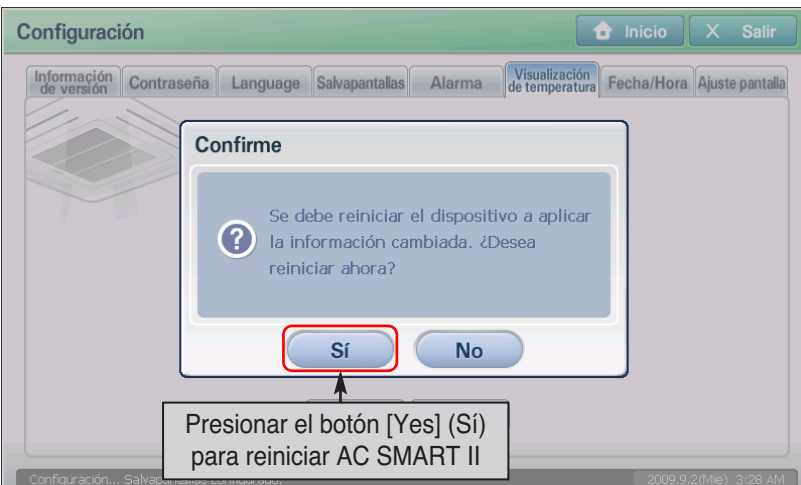 Configuración
Inicio
X Salir
Información
de versión
Contraseña
Language
Salvapantallas
Alarma
Visualización
de temperatura
Fecha/Hora
Ajuste pantalla
Confirme
Se debe reiniciar el dispositivo a aplicar
la información cambiada. ¿Desea
reiniciar ahora?
Sí
No
Presionar el botón [Yes] (Sí)
para reiniciar AC SMART II
Configuración... Salvapantallas configurado.
2009.9.2(Mie) 3:28 AM